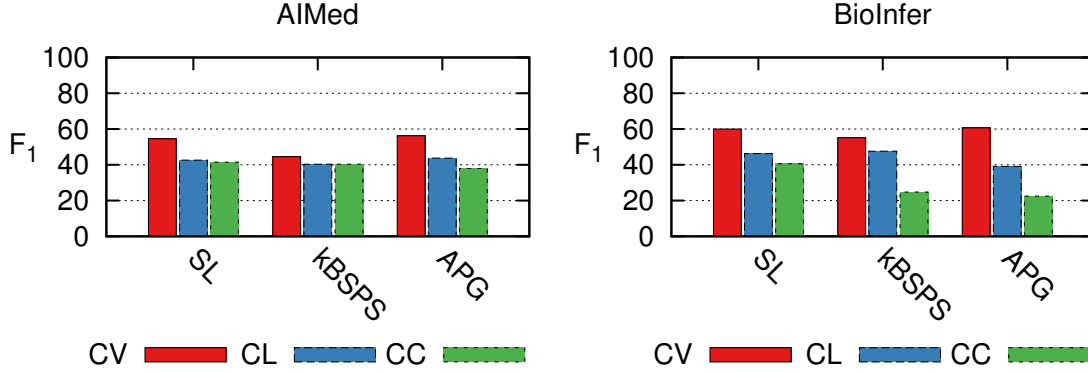 AIMed
100
80
60
40
20
0
F1
SL
kBSPS
APG
CV CL CC
BioInfer
100
80
60
40
20
0
F1
SL
kBSPS
APG
CV CL CC